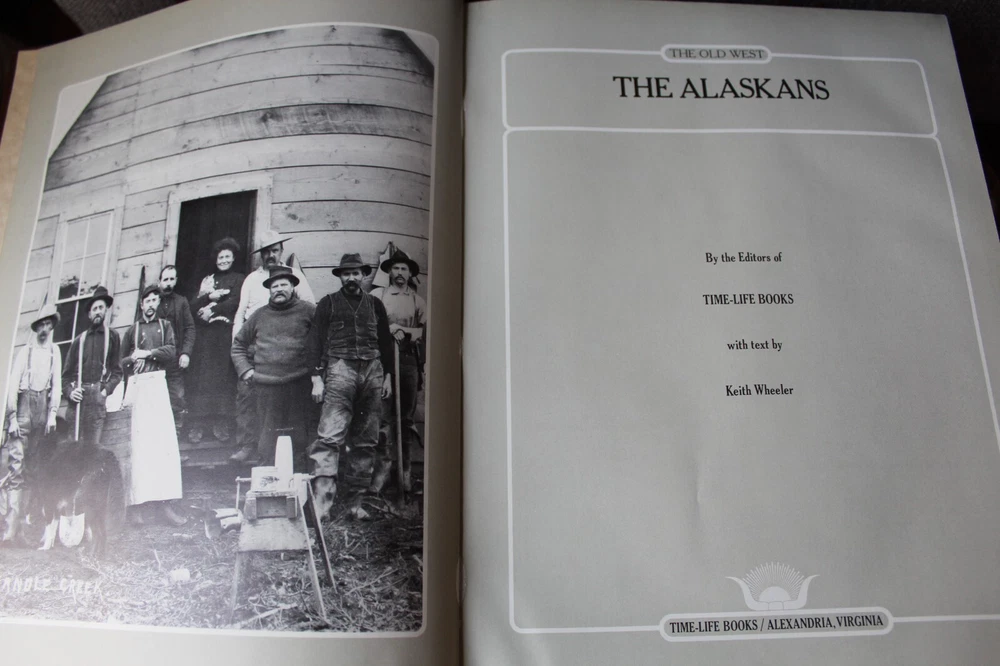 CREEK
THE OLD WEST
THE ALASKANS
By the Editors of
TIME-LIFE BOOKS
with text by
Keith Wheeler
TIME-LIFE BOOKS / ALEXANDRIA, VIRGINIA